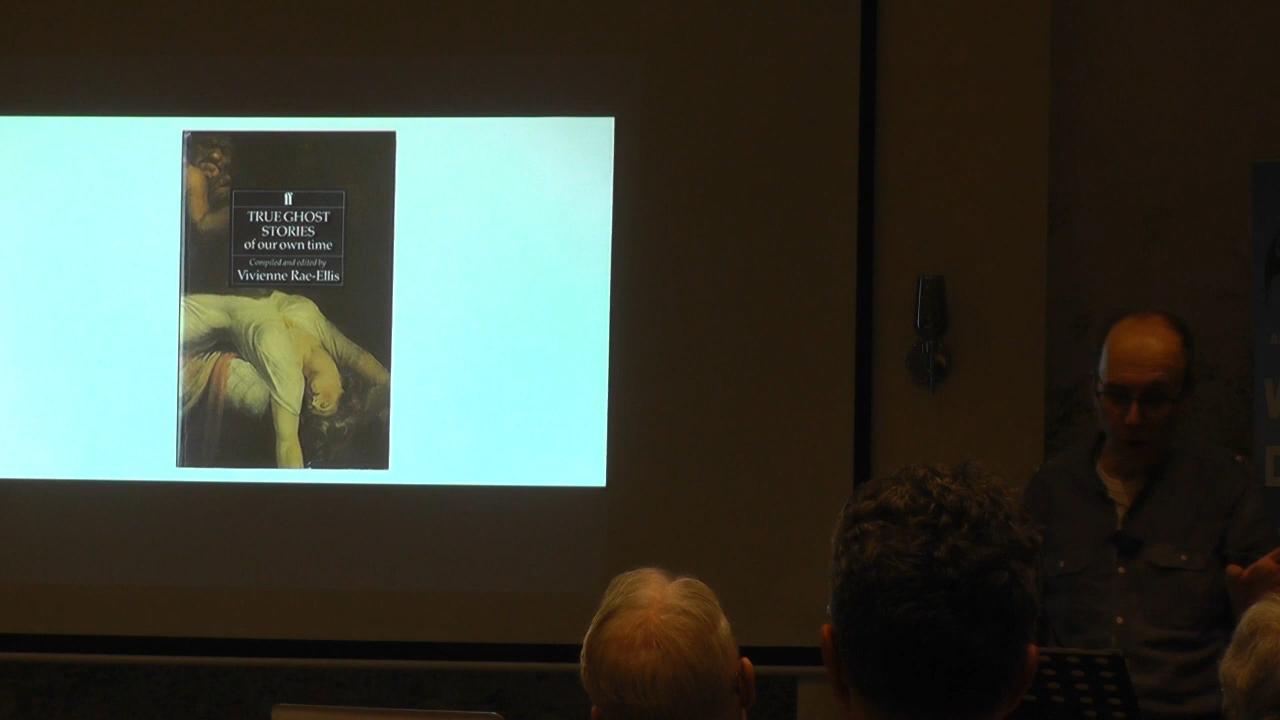 ff
TRUE GHOST
STORIES
of our own time
Compiled and edited by
Vivienne Rae-Ellis